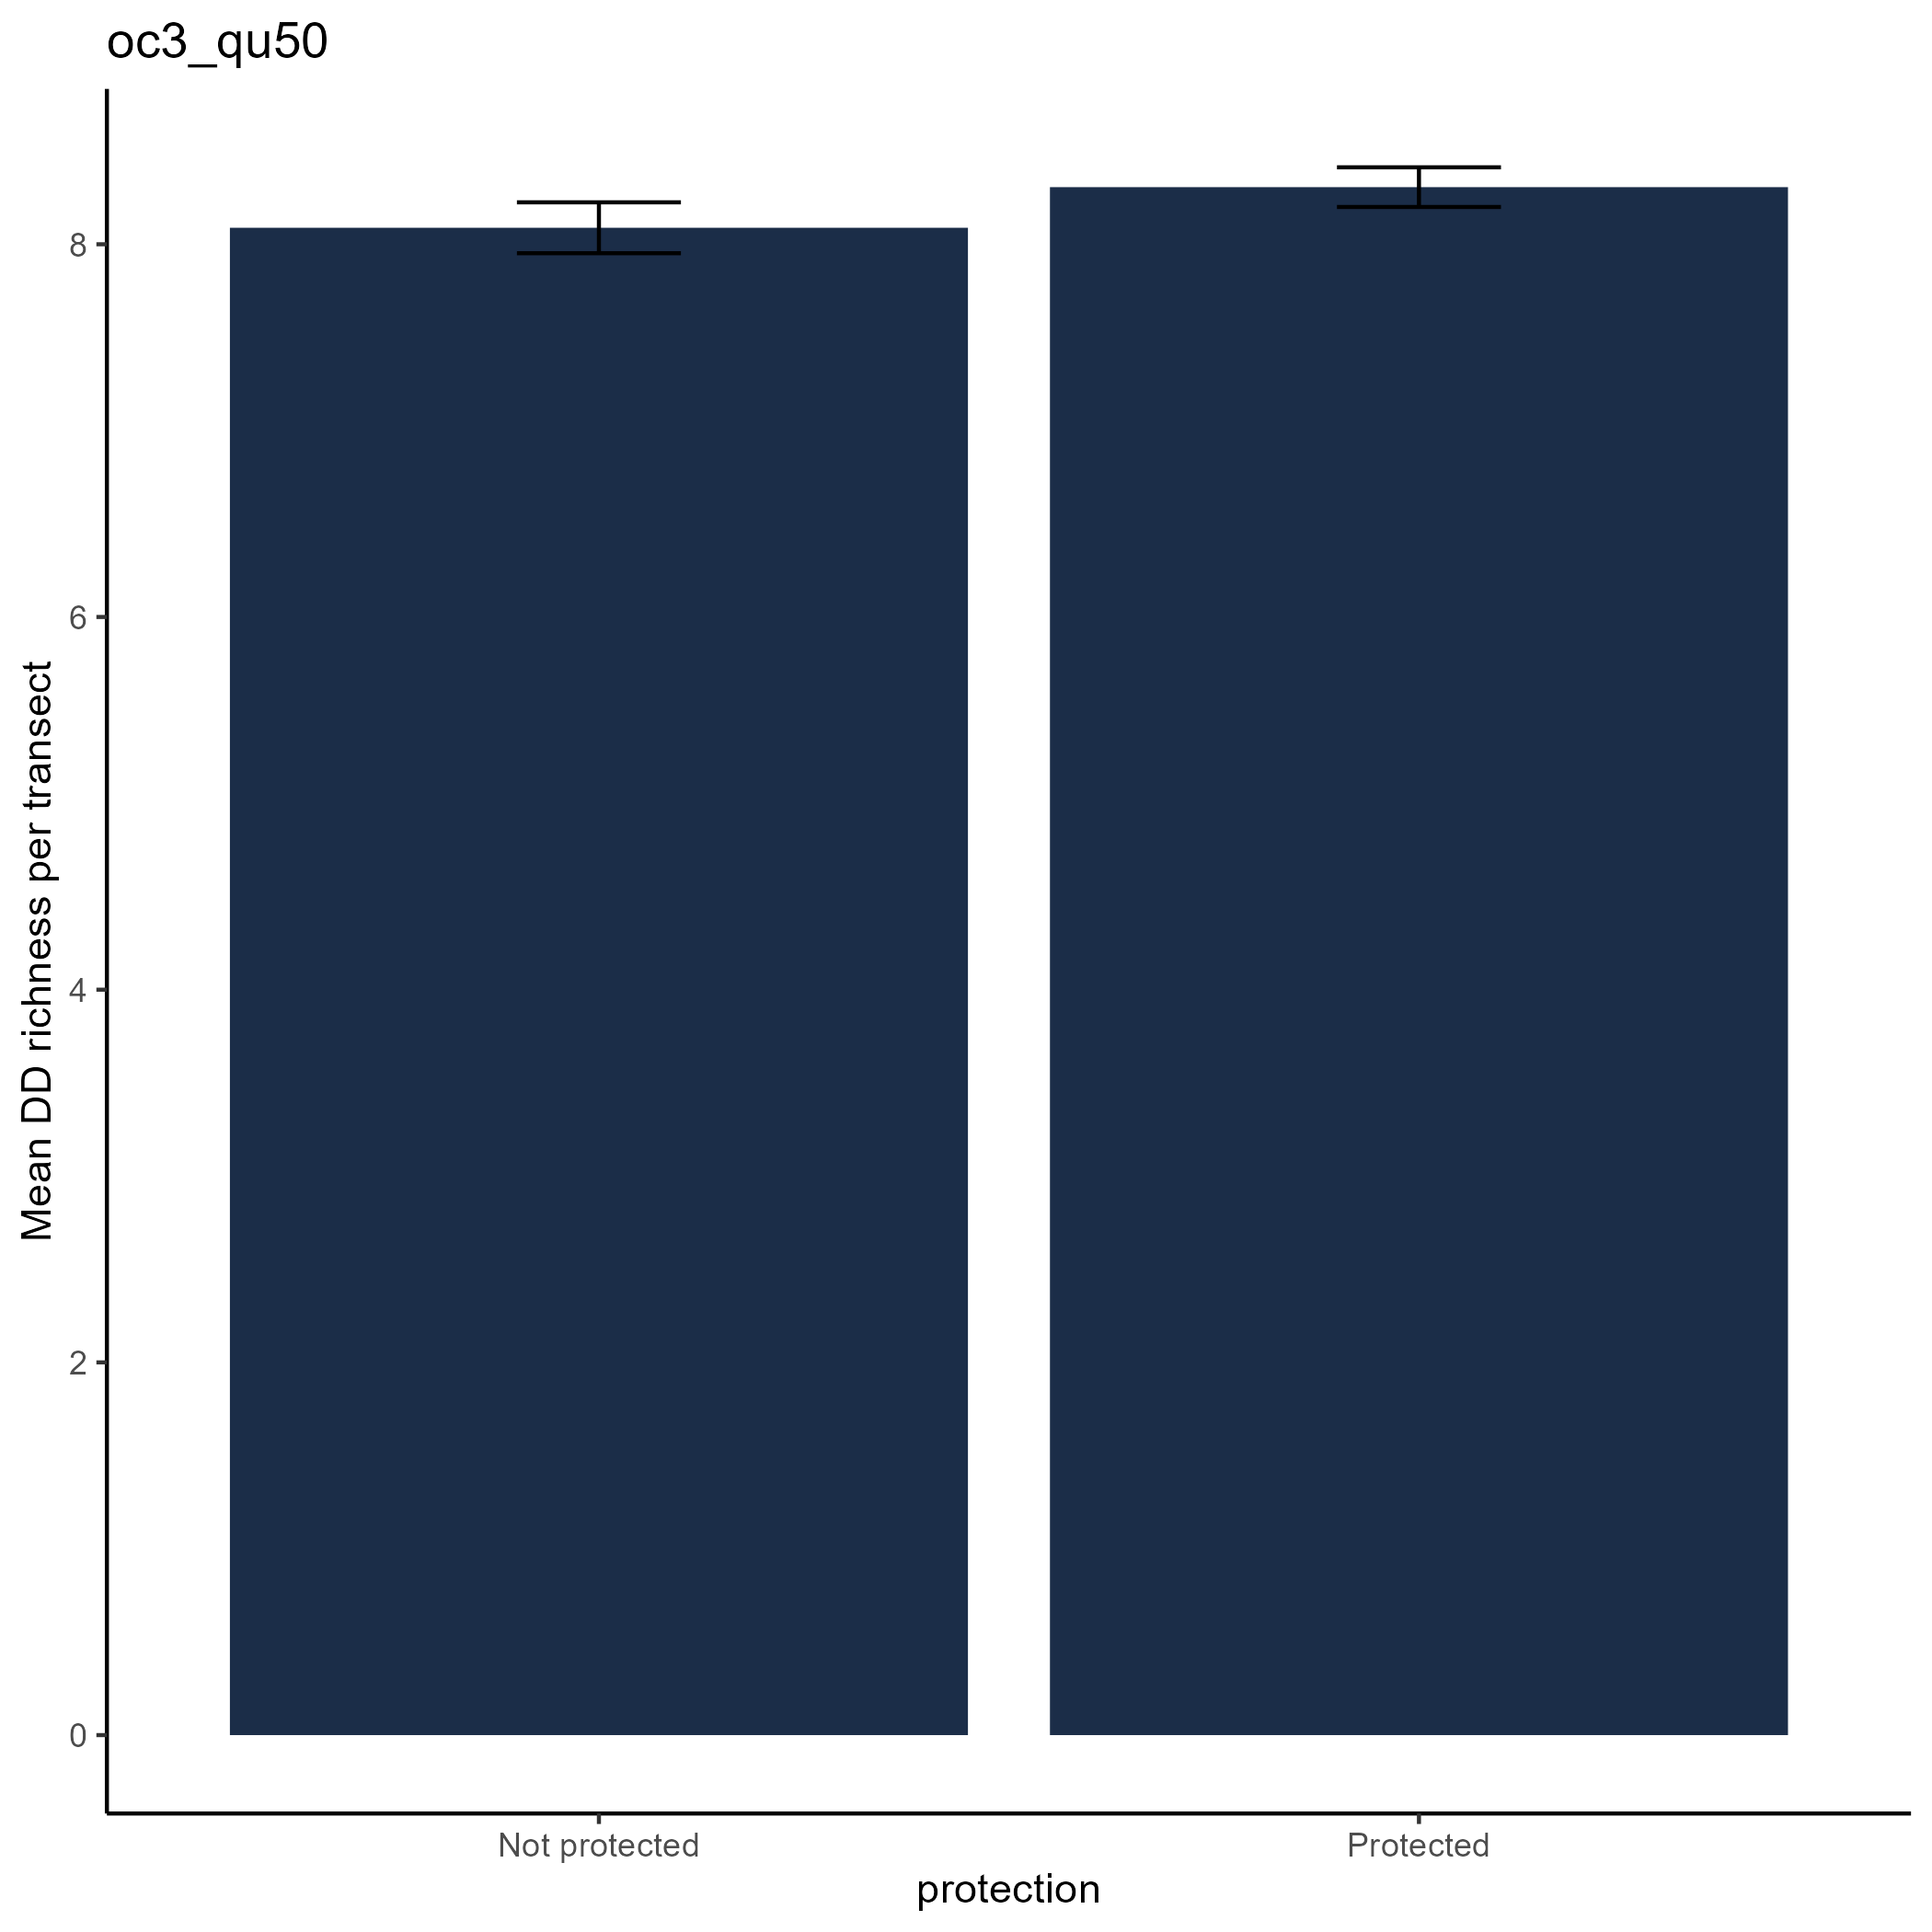 oc3_qu50
Mean DD richness per transect
8
6
4
2
0
Not protected
Protected
protection